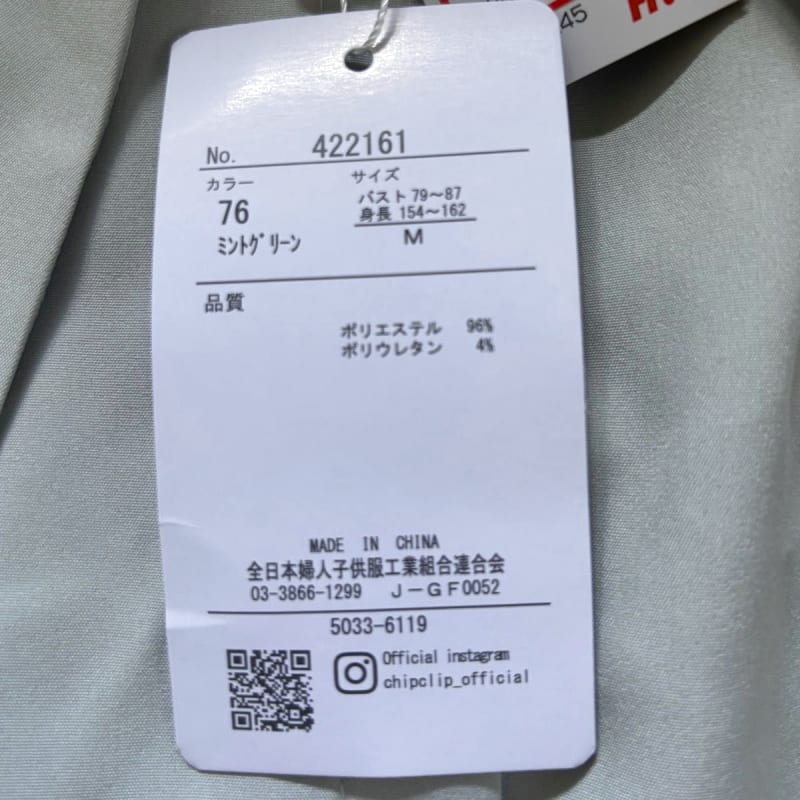 45
No. 422161
カラー
サイズ
76
バスト 79～87
身長 154～162
ミントグリーン
M
品質
ポリエステル 96%
ポリウレタン 4%
MADE IN CHINA
全日本婦人子供服工業組合連合会
03-3866-1299 J－GF0052
5033-6119
Official instagram
chipclip_official